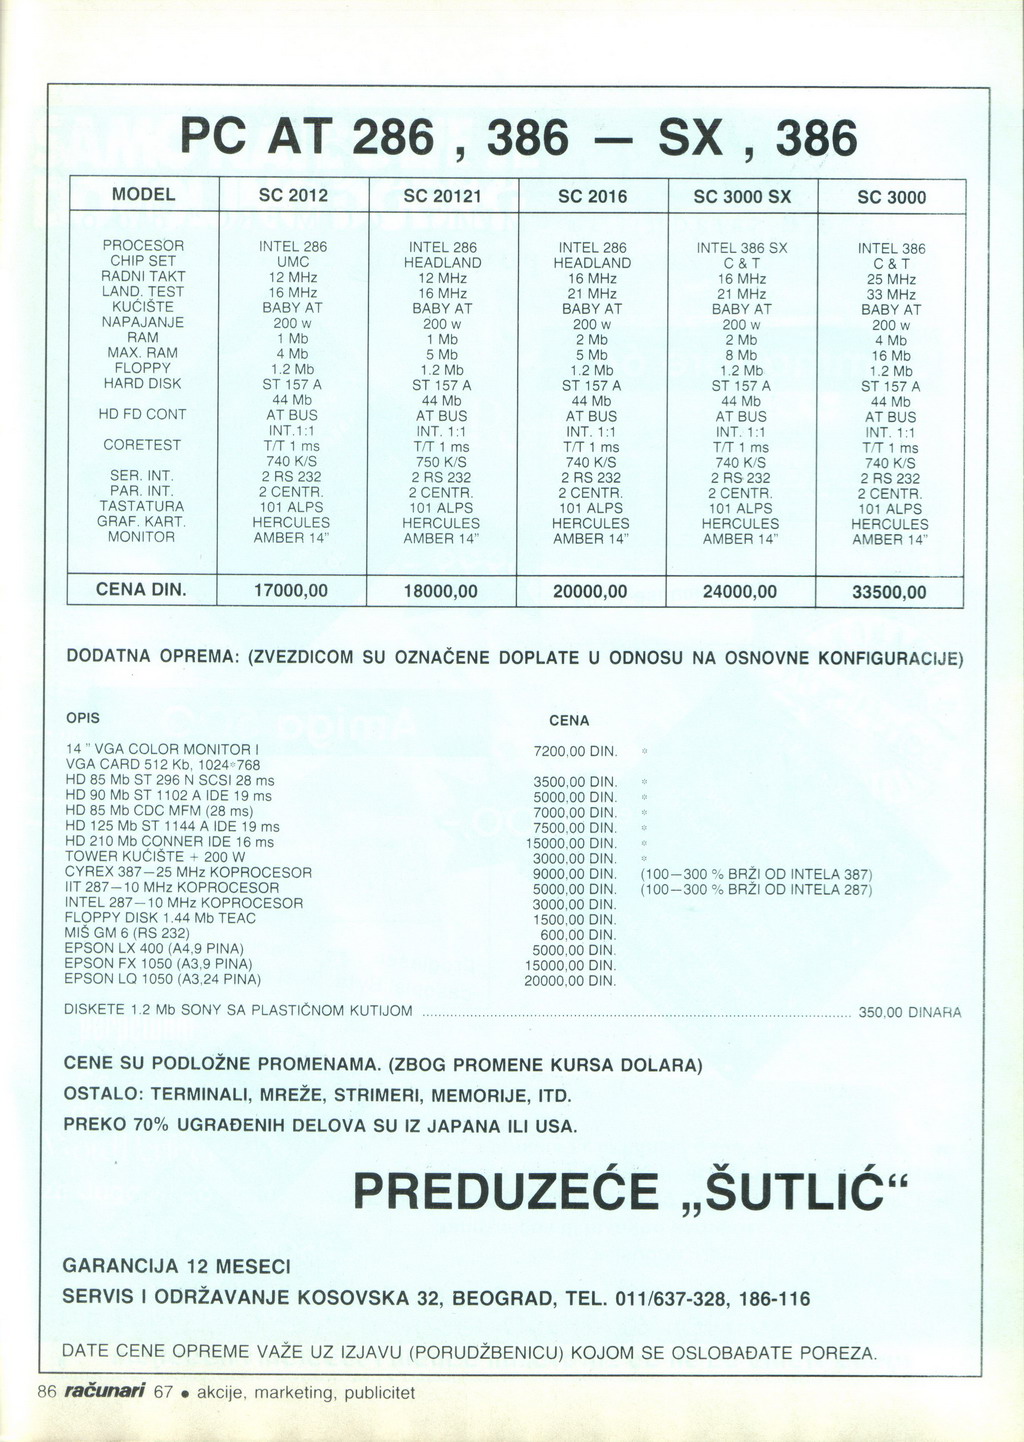 PC AT 286 , 386 — SX , 386
MODEL SC 2012 SC 20121 SC 2016 SC 3000 SX SC 3000
PROCESOR INTEL 286 INTEL 286 INTEL 286 INTEL 386 SX INTEL 386
CHIP SET UMC HEADLAND HEADLAND C & T C & T
RADNI TAKT 12 MHz 12 MHz 16 MHz 16 MHz 25 MHz
LAND. TEST 16 MHz 16 MHz 21 MHz 21 MHz 33 MHz
KUĆIŠTE BABY AT BABY AT BABY AT BABY AT BABY AT
NAPAJANJE 200 w 200 w 200 w 200 w 200 w
RAM 1 Mb 1 Mb 2 Mb 2 Mb 4 Mb
MAX. RAM 4 Mb 5 Mb 5 Mb 8 Mb 16 Mb
FLOPPY 1.2 Mb 1.2 Mb 1.2 Mb 1.2 Mb 1.2 Mb
HARD DISK ST 157 A ST 157 A ST 157 A ST 157 A ST 157 A
44 Mb 44 Mb 44 Mb 44 Mb 44 Mb
HD FD CONT AT BUS AT BUS AT BUS AT BUS AT BUS
INT.1:1 INT. 1:1 INT. 1:1 INT. 1:1 INT. 1:1
CORETEST T/T 1 ms T/T 1 ms T/T 1 ms T/T 1 ms T/T 1 ms
740 K/S 750 K/S 740 K/S 740 K/S 740 K/S
SER. INT. 2 RS 232 2 RS 232 2 RS 232 2 RS 232 2 RS 232
PAR. INT. 2 CENTR. 2 CENTR. 2 CENTR. 2 CENTR. 2 CENTR.
TASTATURA 101 ALPS 101 ALPS 101 ALPS 101 ALPS 101 ALPS
GRAF. KART. HERCULES HERCULES HERCULES HERCULES HERCULES
MONITOR AMBER 14" AMBER 14" AMBER 14" AMBER 14" AMBER 14"
CENA DIN. 17000,00 18000,00 20000,00 24000,00 33500,00
DODATNA OPREMA: (ZVEZDICOM SU OZNAČENE DOPLATE U ODNOSU NA OSNOVNE KONFIGURACIJE)
OPIS CENA
14 " VGA COLOR MONITOR I 7200,00 DIN. *
VGA CARD 512 Kb, 1024*768
HD 85 Mb ST 296 N SCSI 28 ms 3500,00 DIN. *
HD 90 Mb ST 1102 A IDE 19 ms 5000,00 DIN. *
HD 85 Mb CDC MFM (28 ms) 7000,00 DIN. *
HD 125 Mb ST 1144 A IDE 19 ms 7500,00 DIN. *
HD 210 Mb CONNER IDE 16 ms 15000,00 DIN. *
TOWER KUĆIŠTE + 200 W 3000,00 DIN. *
CYREX 387—25 MHz KOPROCESOR 9000,00 DIN. (100—300 % BRŽI OD INTELA 387)
IIT 287—10 MHz KOPROCESOR 5000,00 DIN. (100—300 % BRŽI OD INTELA 287)
INTEL 287—10 MHz KOPROCESOR 3000,00 DIN.
FLOPPY DISK 1.44 Mb TEAC 1500,00 DIN.
MIŠ GM 6 (RS 232) 600,00 DIN.
EPSON LX 400 (A4,9 PINA) 5000,00 DIN.
EPSON FX 1050 (A3,9 PINA) 15000,00 DIN.
EPSON LQ 1050 (A3,24 PINA) 20000,00 DIN.
DISKETE 1.2 Mb SONY SA PLASTIČNOM KUTIJOM ........ 350,00 DINARA
CENE SU PODLOŽNE PROMENAMA. (ZBOG PROMENE KURSA DOLARA)
OSTALO: TERMINALI, MREŽE, STRIMERI, MEMORIJE, ITD.
PREKO 70% UGRAĐENIH DELOVA SU IZ JAPANA ILI USA.
PREDUZEĆE „ŠUTLIĆ“
GARANCIJA 12 MESECI
SERVIS I ODRŽAVANJE KOSOVSKA 32, BEOGRAD, TEL. 011/637-328, 186-116
DATE CENE OPREME VAŽE UZ IZJAVU (PORUDŽBENICU) KOJOM SE OSLOBAĐATE POREZA.
86 računari 67 • akcije, marketing, publicitet